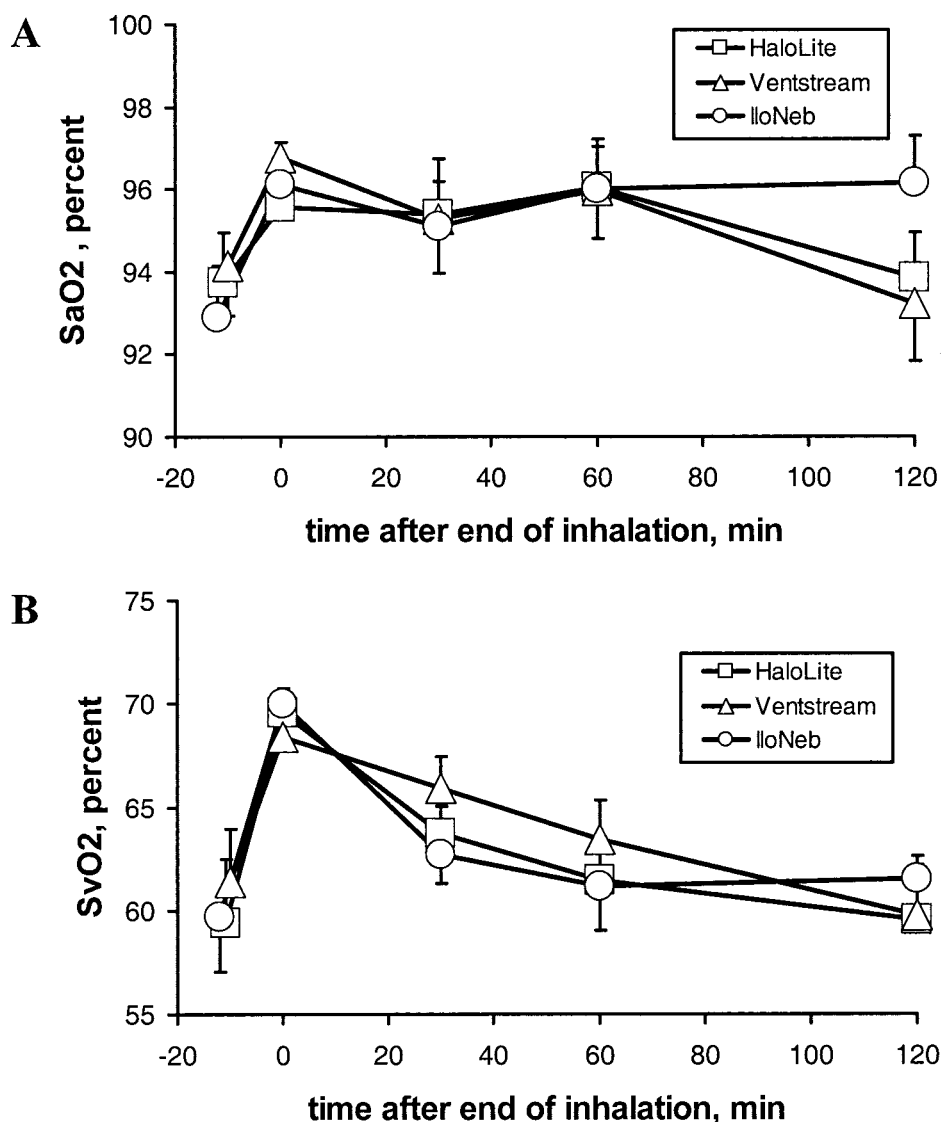 A
100
98
96
94
92
90
SaO2 , percent
HaloLite
Ventstream
IloNeb
-20 0 20 40 60 80 100 120
time after end of inhalation, min
B
75
70
65
60
55
SvO2, percent
HaloLite
Ventstream
IloNeb
-20 0 20 40 60 80 100 120
time after end of inhalation, min